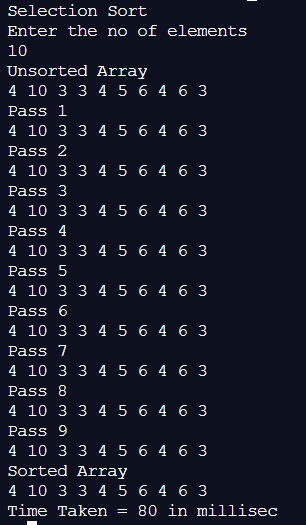 Selection Sort
Enter the no of elements
10
Unsorted Array
4 10 3 3 4 5 6 4 6 3
Pass 1
4 10 3 3 4 5 6 4 6 3
Pass 2
4 10 3 3 4 5 6 4 6 3
Pass 3
4 10 3 3 4 5 6 4 6 3
Pass 4
4 10 3 3 4 5 6 4 6 3
Pass 5
4 10 3 3 4 5 6 4 6 3
Pass 6
4 10 3 3 4 5 6 4 6 3
Pass 7
4 10 3 3 4 5 6 4 6 3
Pass 8
4 10 3 3 4 5 6 4 6 3
Pass 9
4 10 3 3 4 5 6 4 6 3
Sorted Array
4 10 3 3 4 5 6 4 6 3
Time Taken = 80 in millisec